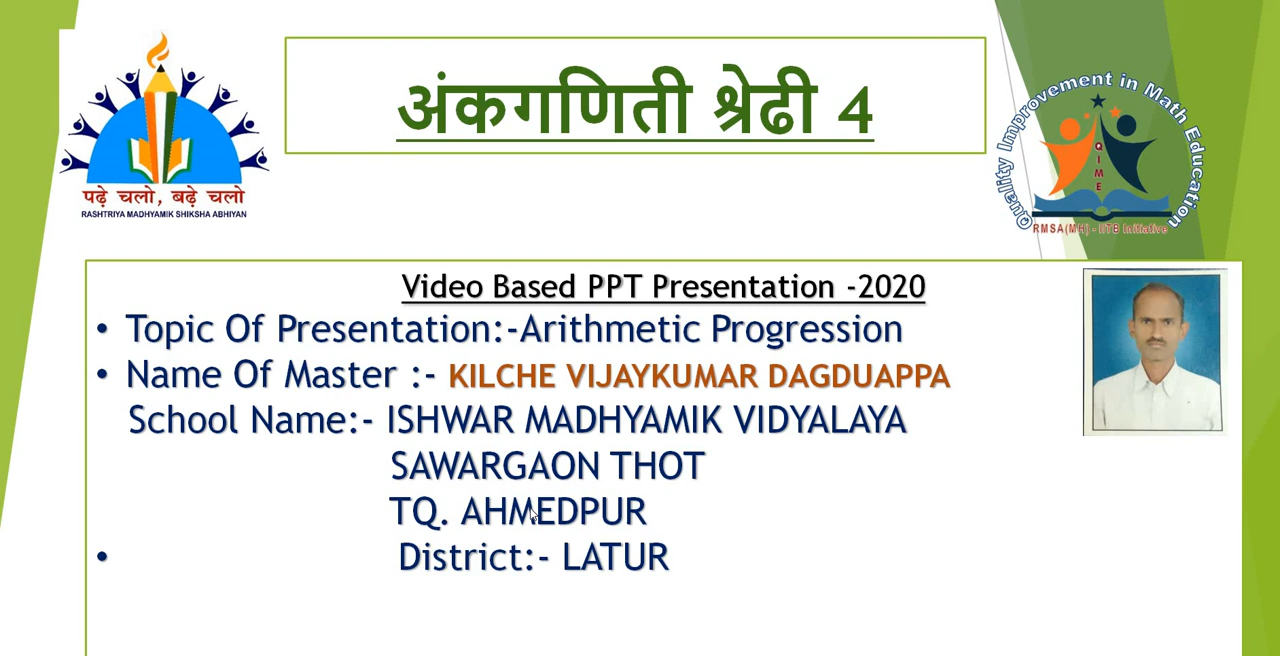 अंकगणिती श्रेढी 4
पढ़े चलो, बढ़े चलो
RASHTRIYA MADHYAMIK SHIKSHA ABHIYAN
Quality Improvement in Math Education
QIME
RMSA(MH) - IITB Initiative
Video Based PPT Presentation -2020
• Topic Of Presentation:-Arithmetic Progression
• Name Of Master :- KILCHE VIJAYKUMAR DAGDUAPPA
School Name:- ISHWAR MADHYAMIK VIDYALAYA
SAWARGAON THOT
TQ. AHMEDPUR
• District:- LATUR